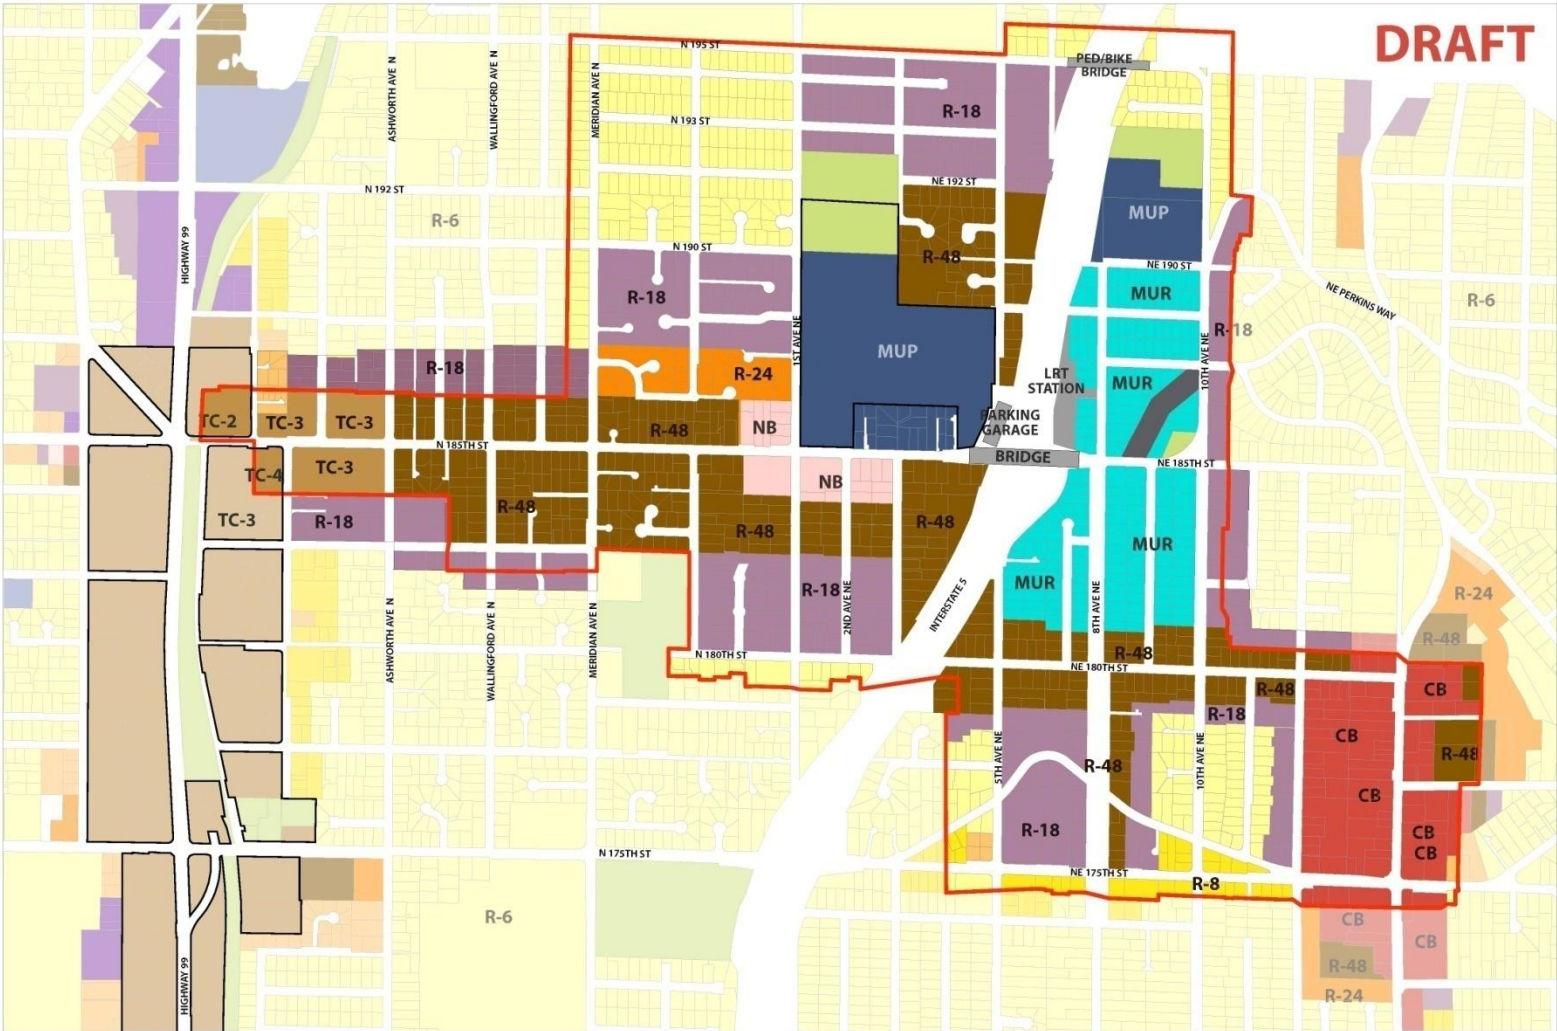 DRAFT
N 195 ST
PED/BIKE
BRIDGE
ASHWORTH AVE N
WALLINGFORD AVE N
MERIDIAN AVE N
R-18
N 193 ST
N 192 ST
NE 192 ST
R-6
MUP
HIGHWAY 99
N 190 ST
R-48
NE 190 ST
MUR
R-18
NE PERKINS WAY
R-6
R-18
1ST AVE NE
MUP
10TH AVE NE
R-18
R-24
LRT
STATION
MUR
TC-2
TC-3
TC-3
R-48
NB
PARKING
GARAGE
N 185TH ST
BRIDGE
NE 185TH ST
TC-4
TC-3
NB
TC-3
R-18
R-48
R-48
R-48
MUR
MUR
R-18
2ND AVE NE
INTERSTATE 5
8TH AVE NE
R-24
ASHWORTH AVE N
WALLINGFORD AVE N
MERIDIAN AVE N
R-48
N 180TH ST
R-48
NE 180TH ST
R-48
CB
R-18
CB
5TH AVE NE
R-48
10TH AVE NE
R-48
CB
R-18
CB
CB
N 175TH ST
NE 175TH ST
R-8
R-6
CB
CB
HIGHWAY 99
R-48
R-24